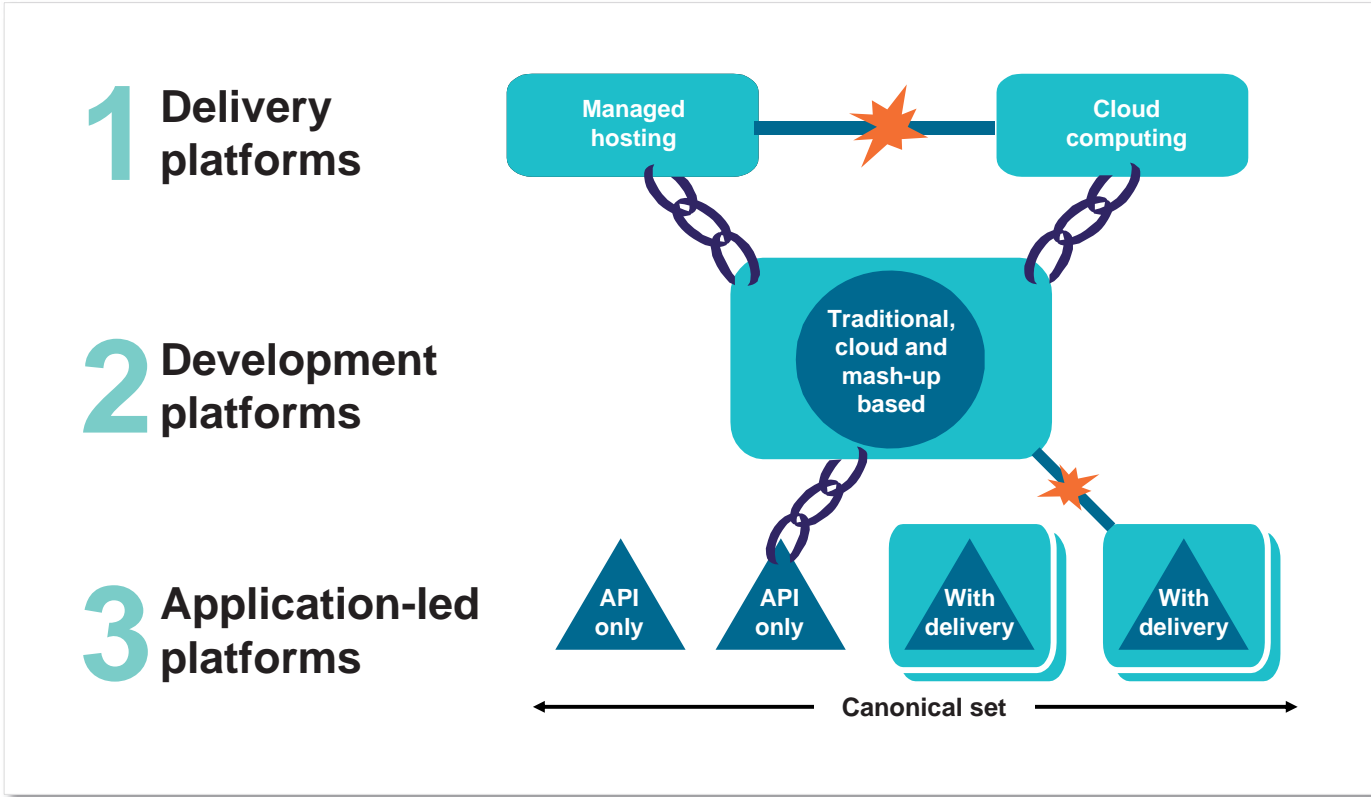 1 Delivery
platforms
Managed
hosting
Cloud
computing
2 Development
platforms
Traditional,
cloud and
mash-up
based
3 Application-led
platforms
API
only
API
only
With
delivery
With
delivery
Canonical set